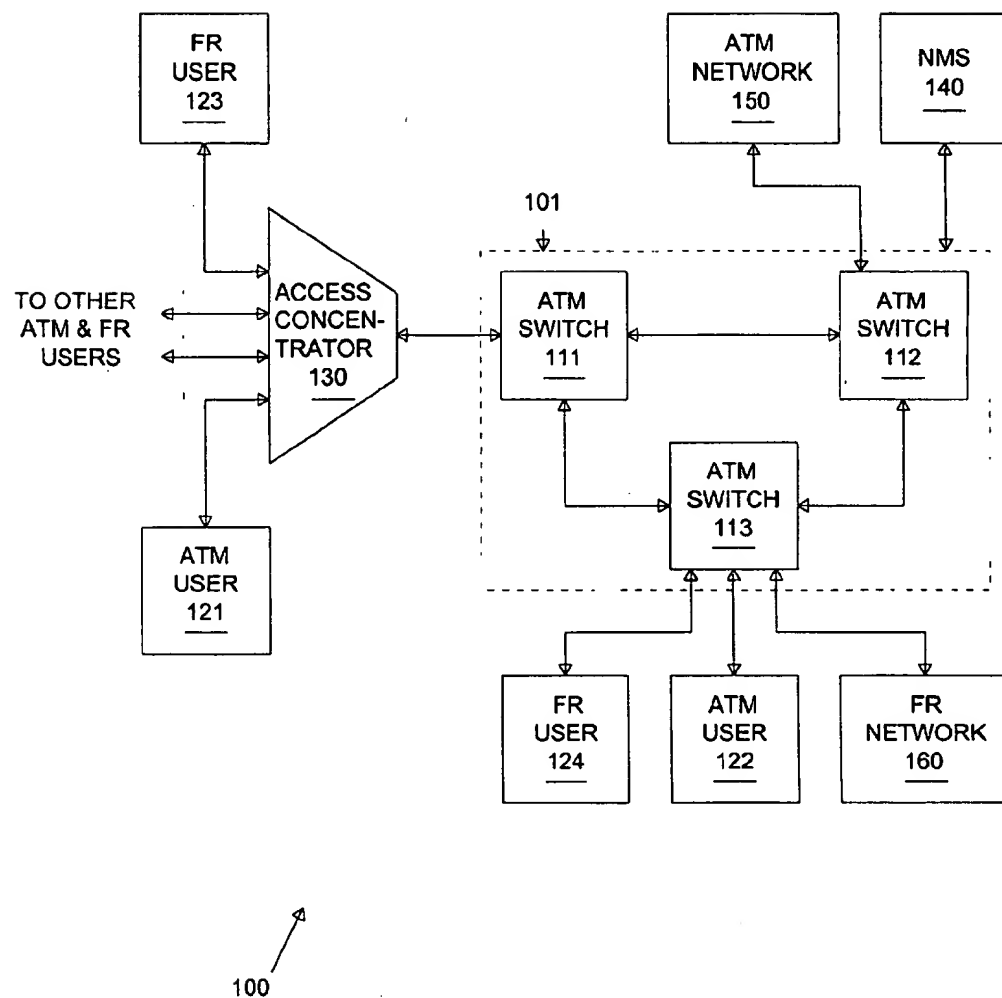 FR
USER
123
ATM
NETWORK
150
NMS
140
101
TO OTHER
ATM & FR
USERS
ACCESS
CONCEN-
TRATOR
130
ATM
SWITCH
111
ATM
SWITCH
112
ATM
SWITCH
113
ATM
USER
121
FR
USER
124
ATM
USER
122
FR
NETWORK
160
100